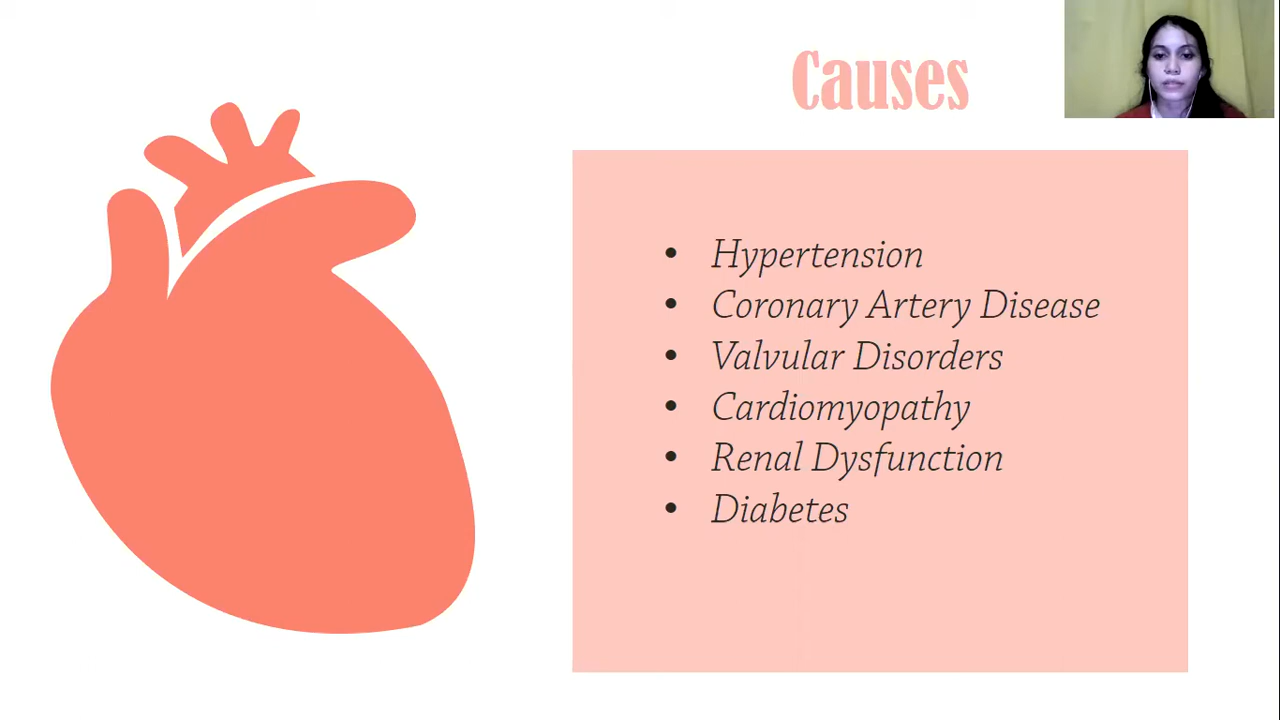 Causes
• Hypertension
• Coronary Artery Disease
• Valvular Disorders
• Cardiomyopathy
• Renal Dysfunction
• Diabetes